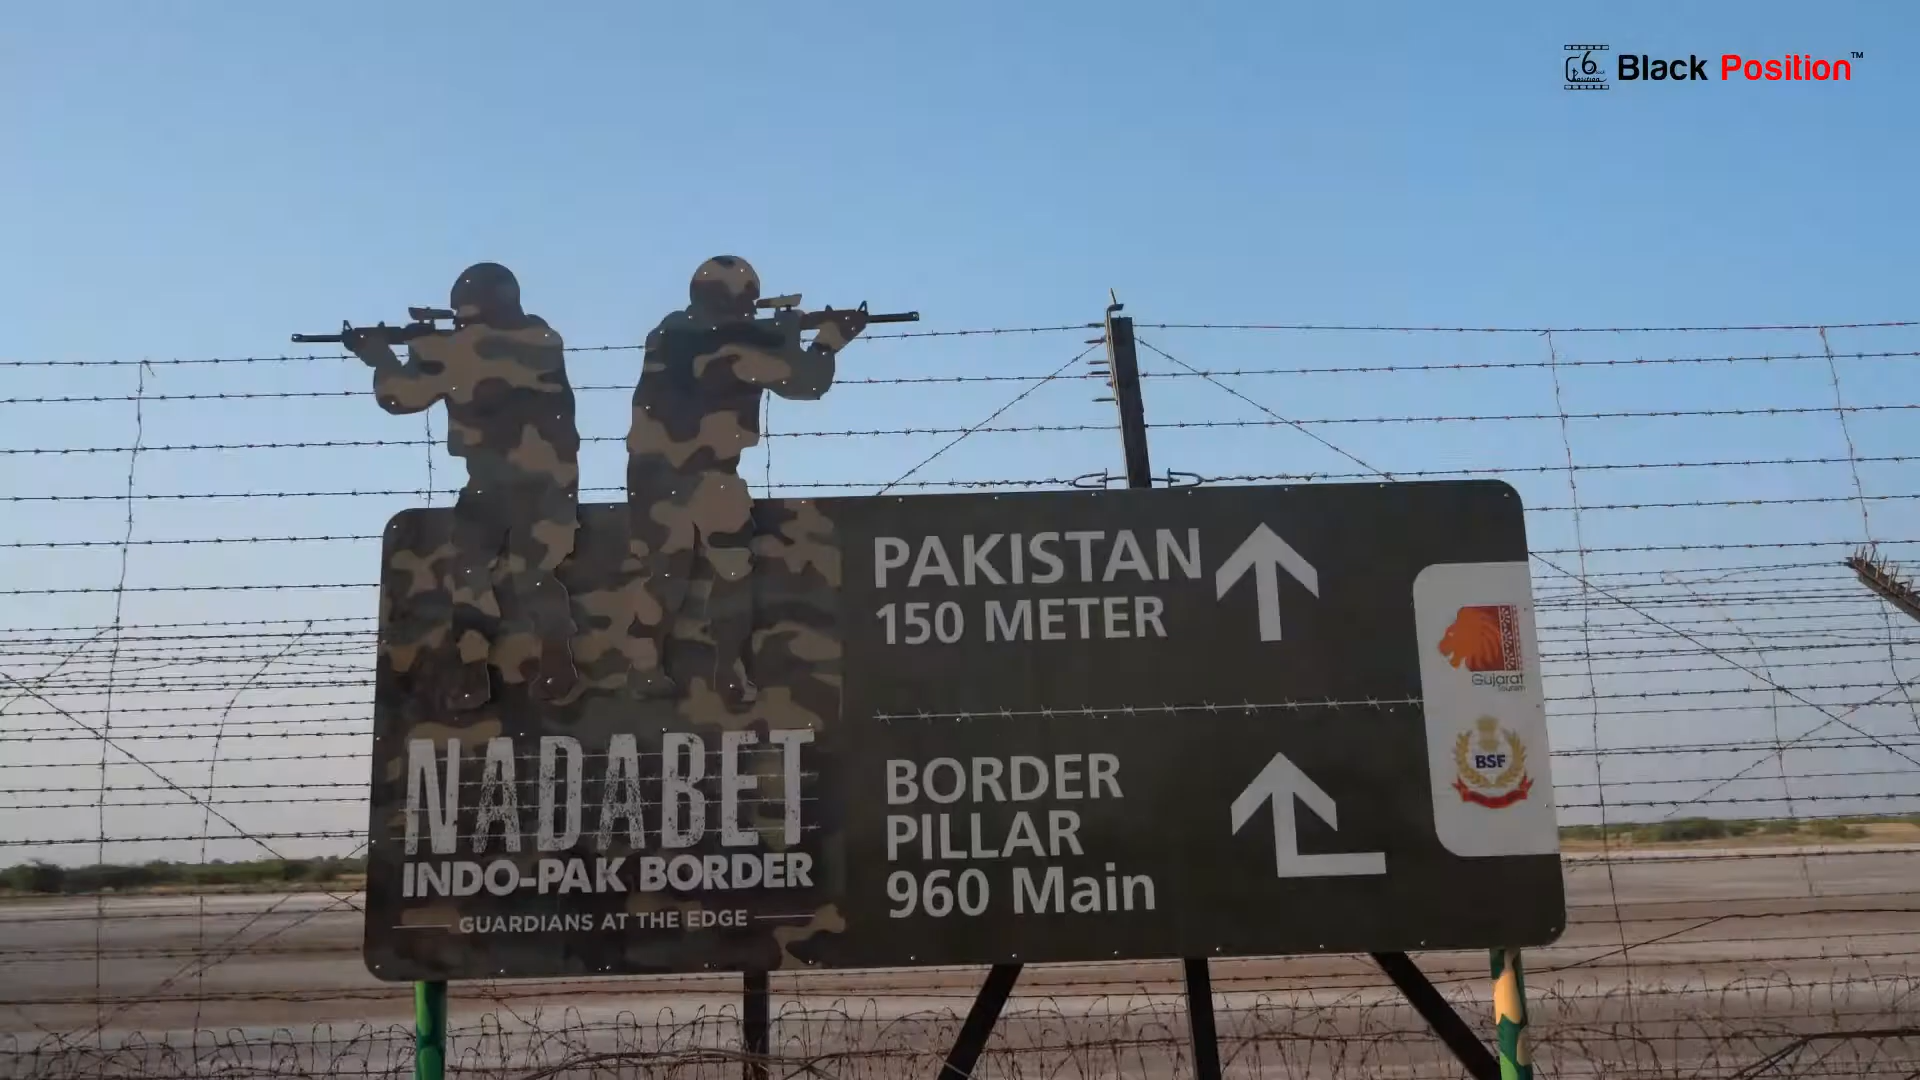 Black Position™
PAKISTAN
150 METER
NADABET
INDO-PAK BORDER
GUARDIANS AT THE EDGE
BORDER
PILLAR
960 Main
Gujarat
Tourism
BSF